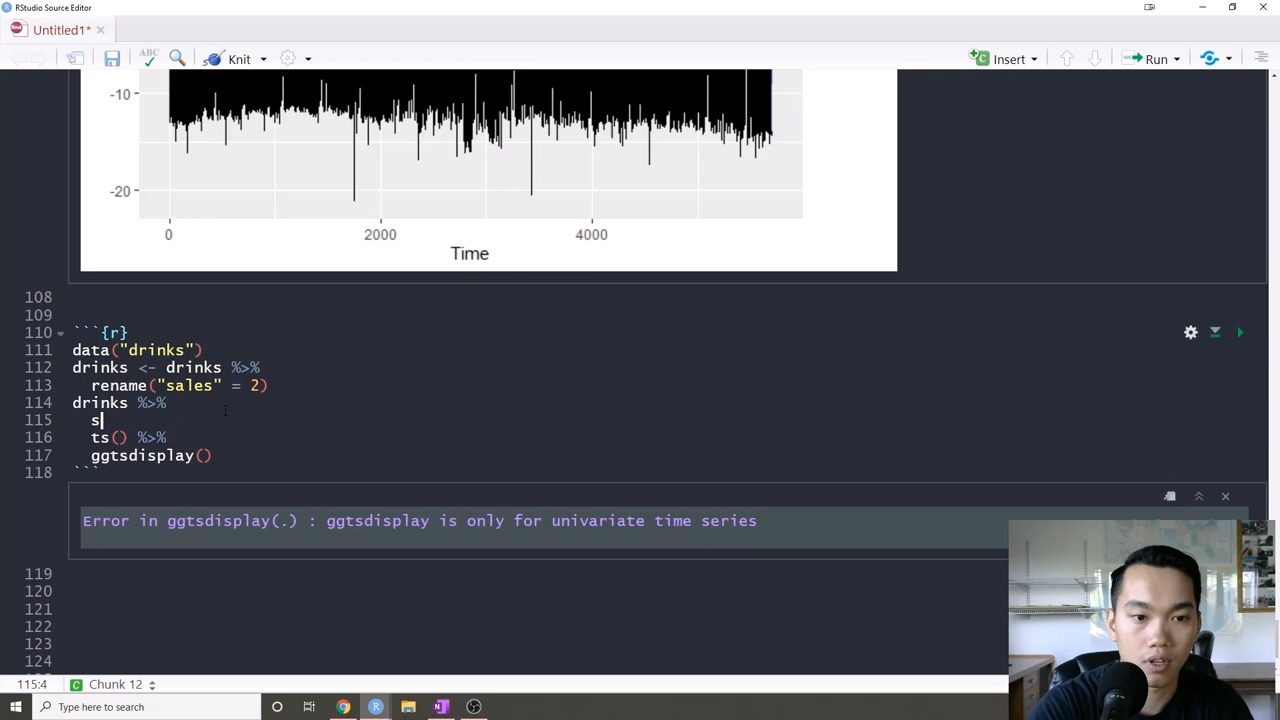 RStudio Source Editor
Untitled1*
ABC
Knit
Insert
Run
-10
-20
0 2000 4000
Time
108
109
110 ```{r}
111 data("drinks")
112 drinks <- drinks %>%
113 rename("sales" = 2)
114 drinks %>%
115 s
116 ts() %>%
117 ggtsdisplay()
118 ```
Error in ggtsdisplay(.) : ggtsdisplay is only for univariate time series
119
120
121
122
123
124
115:4 Chunk 12
Type here to search